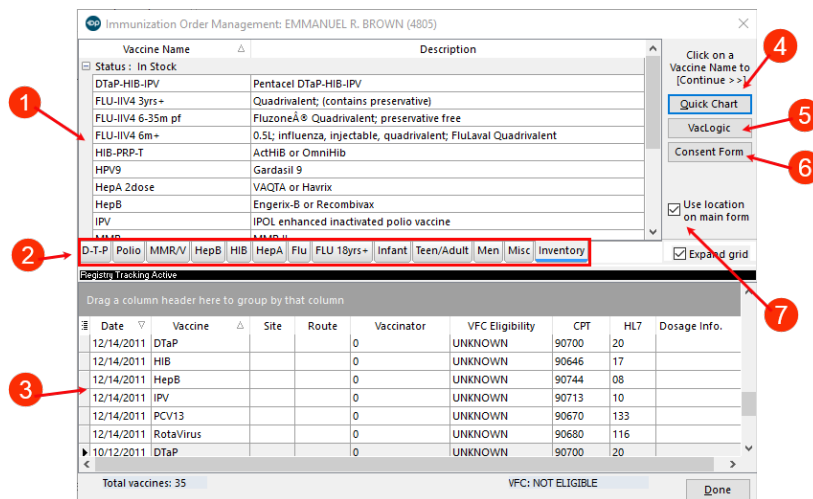 Immunization Order Management: EMMANUEL R. BROWN (4805)
Vaccine Name Description
Status : In Stock
DTaP-HIB-IPV Pentacel DTaP-HIB-IPV
FLU-IIV4 3yrs+ Quadrivalent; (contains preservative)
FLU-IIV4 6-35m pf FluzoneÂ® Quadrivalent; preservative free
FLU-IIV4 6m+ 0.5L; influenza, injectable, quadrivalent; FluLaval Quadrivalent
HIB-PRP-T ActHIB or OmniHib
HPV9 Gardasil 9
HepA 2dose VAQTA or Havrix
HepB Engerix-B or Recombivax
IPV IPOL enhanced inactivated polio vaccine
Click on a
Vaccine Name to
[Continue >>]
Quick Chart
VacLogic
Consent Form
Use location
on main form
Expand grid
1
2
3
4
5
6
7
D-T-P Polio MMR/V HepB HIB HepA Flu FLU 18yrs+ Infant Teen/Adult Men Misc Inventory
Registry Tracking Active
Drag a column header here to group by that column
Date Vaccine Site Route Vaccinator VFC Eligibility CPT HL7 Dosage Info.
12/14/2011 DTaP 0 UNKNOWN 90700 20
12/14/2011 HIB 0 UNKNOWN 90646 17
12/14/2011 HepB 0 UNKNOWN 90744 08
12/14/2011 IPV 0 UNKNOWN 90713 10
12/14/2011 PCV13 0 UNKNOWN 90670 133
12/14/2011 RotaVirus 0 UNKNOWN 90680 116
10/12/2011 DTaP 0 UNKNOWN 90700 20
Total vaccines: 35 VFC: NOT ELIGIBLE
Done